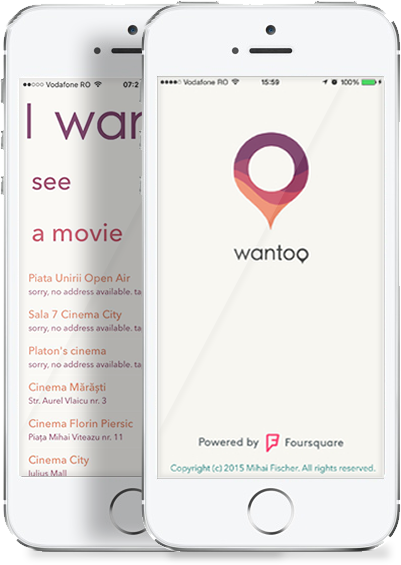 Vodafone RO 07:2
I wan
see
a movie
Piata Unirii Open Air
sorry, no address available. ta
Sala 7 Cinema City
sorry, no address available. ta
Platon's cinema
sorry, no address available. ta
Cinema Mărăști
Str. Aurel Vlaicu nr. 3
Cinema Florin Piersic
Piața Mihai Viteazu nr. 11
Cinema City
Iulius Mall
Vodafone RO 15:59 100%
wantoo
Powered by Foursquare
Copyright (c) 2015 Mihai Fischer. All rights reserved.